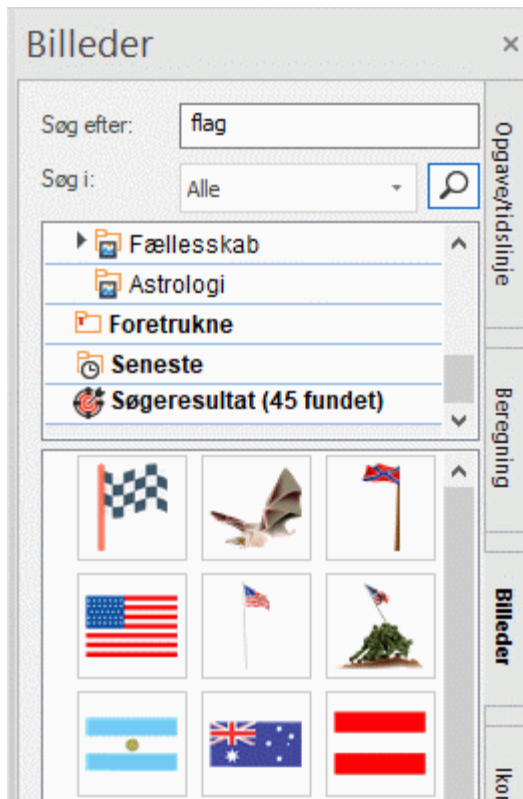 Billeder
Søg efter:
flag
Søg i:
Alle
Fællesskab
Astrologi
Foretrukne
Seneste
Søgeresultat (45 fundet)
Opgave/tidslinje
Beregning
Billeder